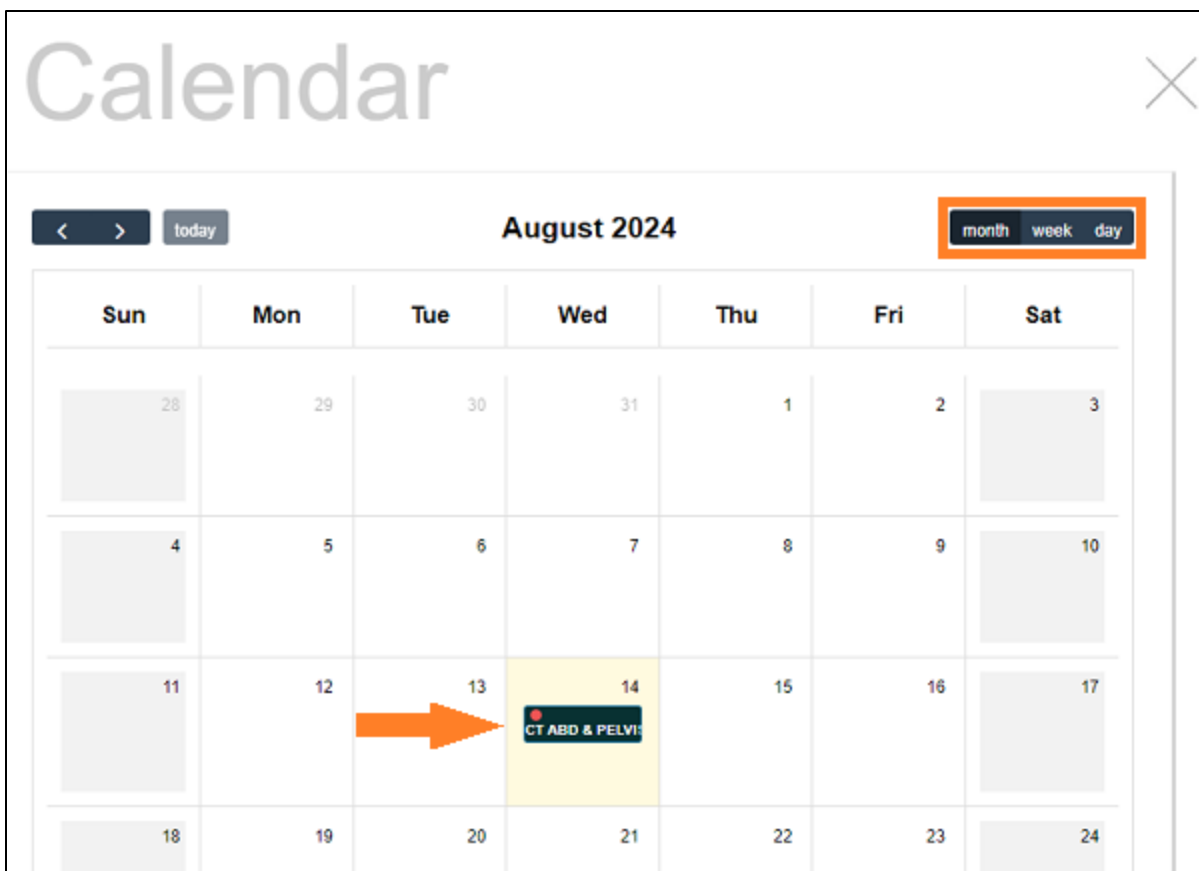 Calendar
today August 2024 month week day
Sun Mon Tue Wed Thu Fri Sat
28 29 30 31 1 2 3
4 5 6 7 8 9 10
11 12 13 14 15 16 17
CT ABD &
18 19 20 21 22 23 24